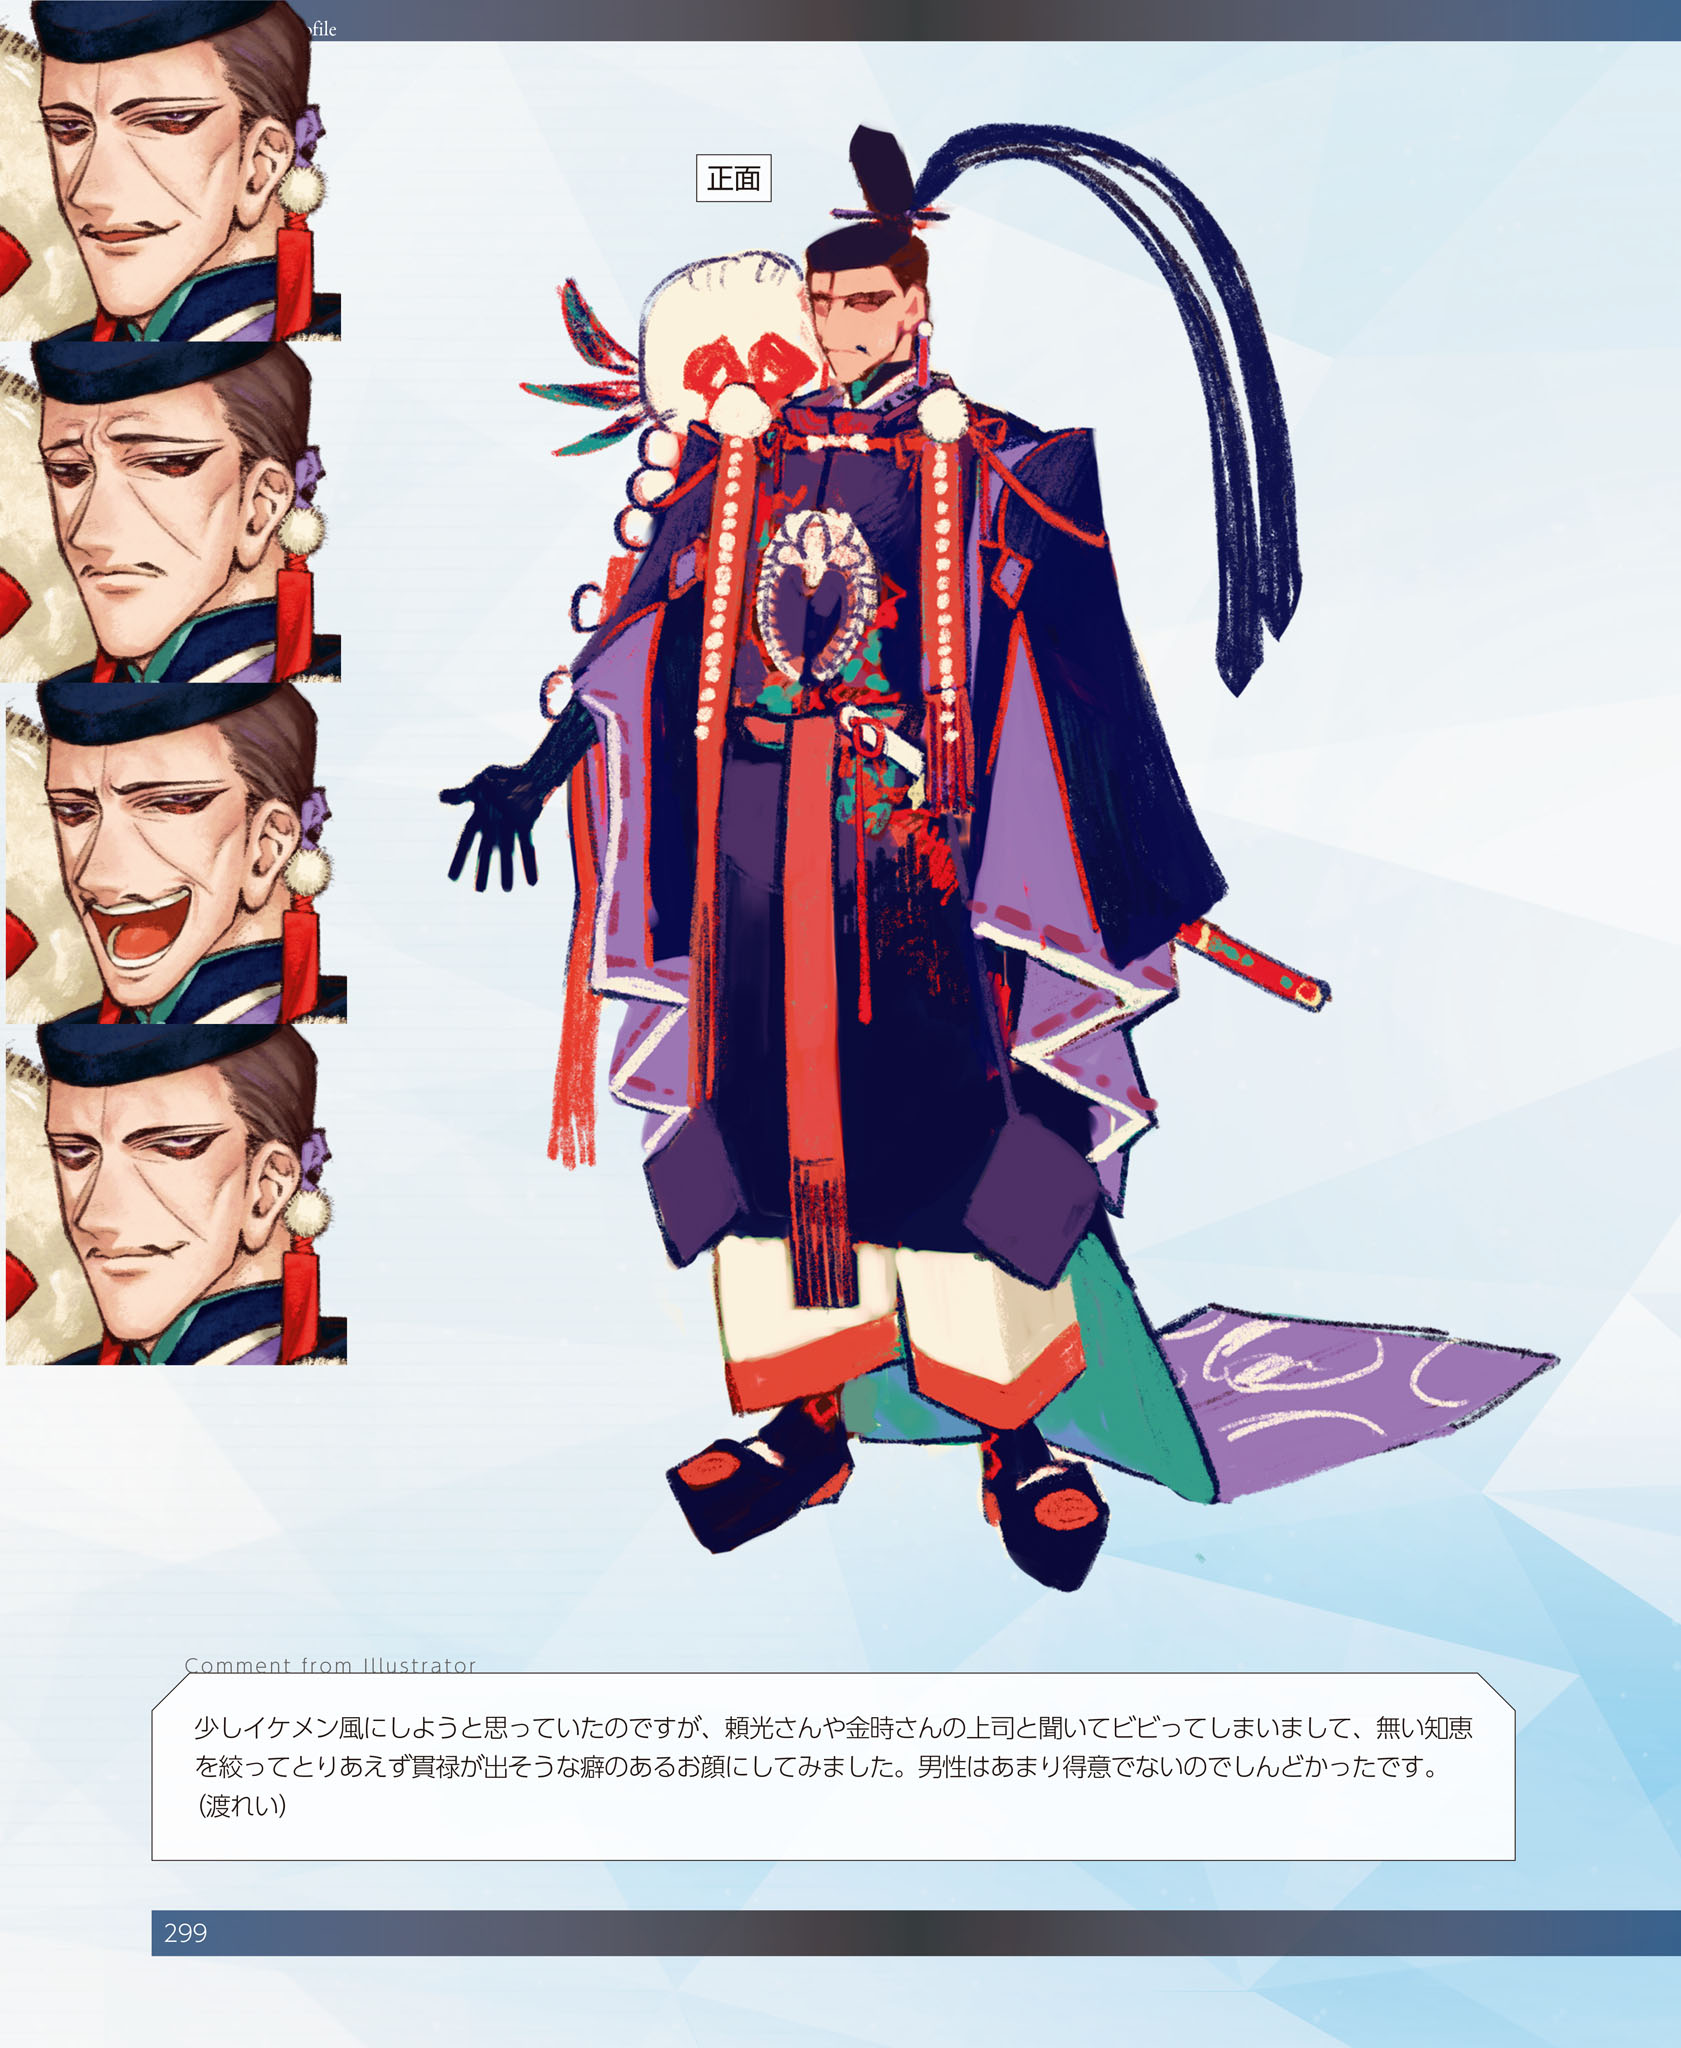 ofile
正面
Comment from Illustrator
少しイケメン風にしようと思っていたのですが、頼光さんや金時さんの上司と聞いてビビってしまいまして、無い知恵
を絞ってとりあえず貫禄が出そうな癖のあるお顔にしてみました。男性はあまり得意でないのでしんどかったです。
（渡れい）
299